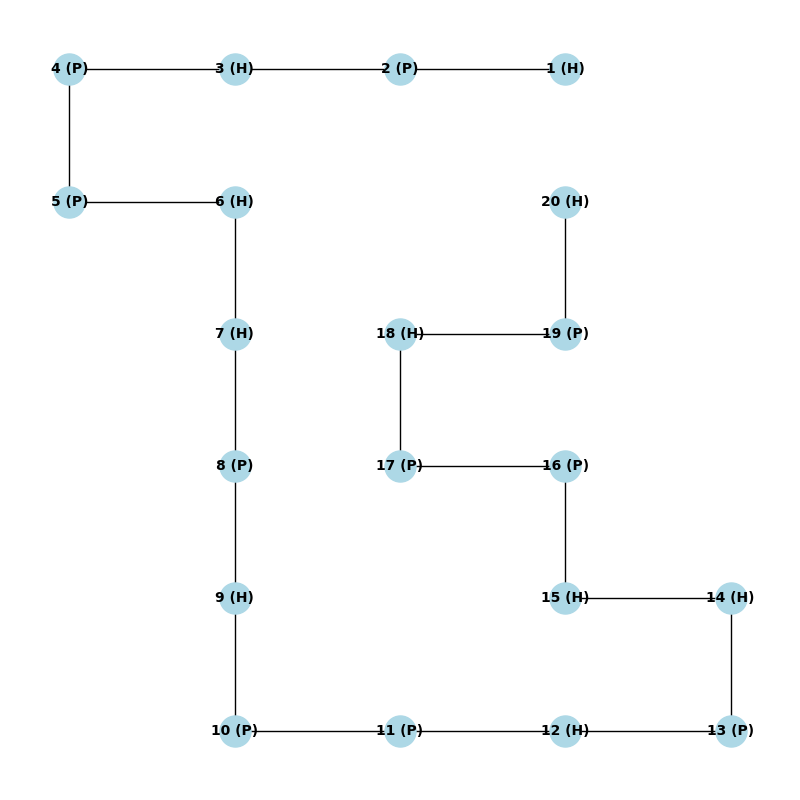 4 (P) 3 (H) 2 (P) 1 (H)
5 (P) 6 (H) 20 (H)
7 (H) 18 (H) 19 (P)
8 (P) 17 (P) 16 (P)
9 (H) 15 (H) 14 (H)
10 (P) 11 (P) 12 (H) 13 (P)